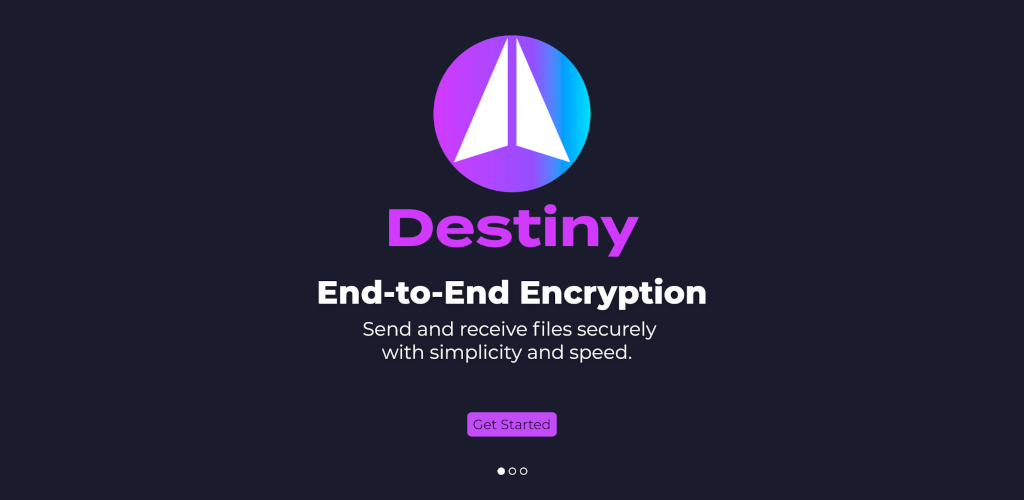 Destiny
End-to-End Encryption
Send and receive files securely
with simplicity and speed.
Get Started